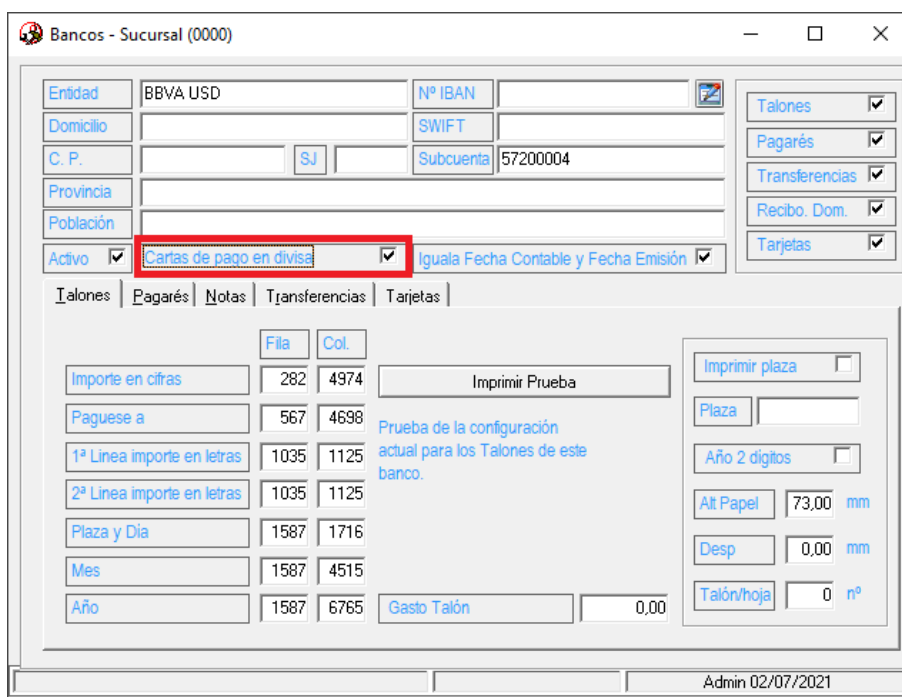 Bancos - Sucursal (0000)
Entidad BBVA USD Nº IBAN
Domicilio SWIFT
C. P. SJ Subcuenta 57200004
Provincia
Población
Activo Cartas de pago en divisa Iguala Fecha Contable y Fecha Emisión
Talones
Pagarés
Transferencias
Recibo. Dom.
Tarjetas
Talones Pagarés Notas Transferencias Tarjetas
Fila Col.
Importe en cifras 282 4974
Paguese a 567 4698
1ª Linea importe en letras 1035 1125
2ª Linea importe en letras 1035 1125
Plaza y Día 1587 1716
Mes 1587 4515
Año 1587 6765
Imprimir Prueba
Prueba de la configuración
actual para los Talones de este
banco.
Gasto Talón 0,00
Imprimir plaza
Plaza
Año 2 digitos
Alt Papel 73,00 mm
Desp 0,00 mm
Talón/hoja 0 nº
Admin 02/07/2021